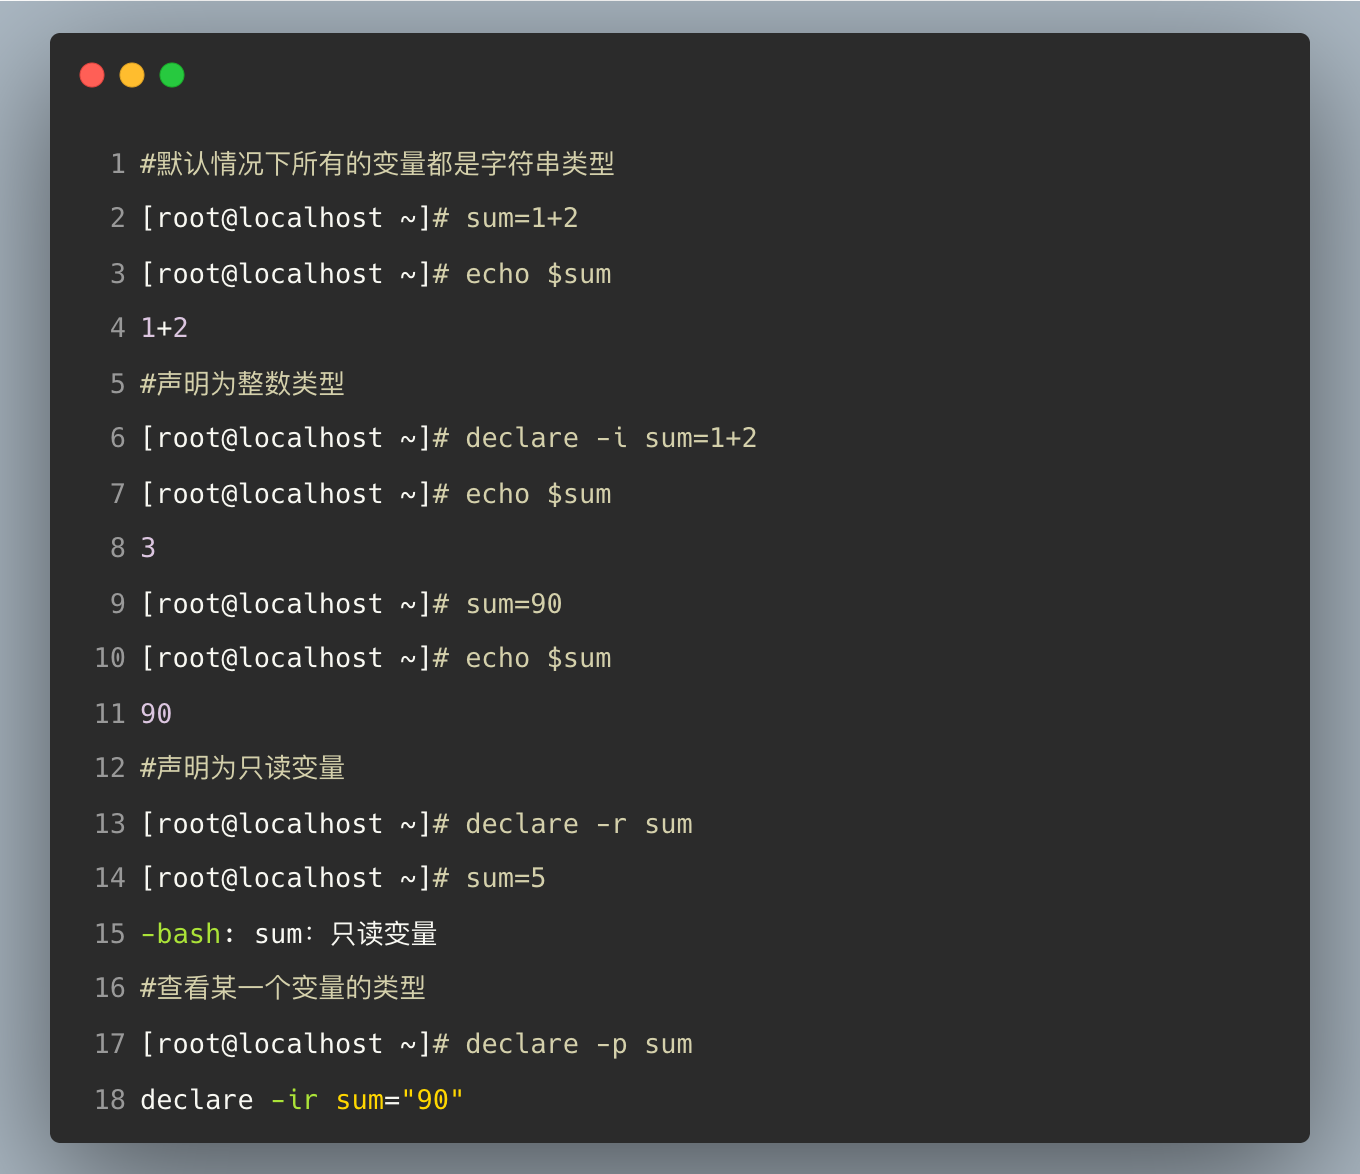 1 #默认情况下所有的变量都是字符串类型
2 [root@localhost ~]# sum=1+2
3 [root@localhost ~]# echo $sum
4 1+2
5 #声明为整数类型
6 [root@localhost ~]# declare -i sum=1+2
7 [root@localhost ~]# echo $sum
8 3
9 [root@localhost ~]# sum=90
10 [root@localhost ~]# echo $sum
11 90
12 #声明为只读变量
13 [root@localhost ~]# declare -r sum
14 [root@localhost ~]# sum=5
15 -bash: sum：只读变量
16 #查看某一个变量的类型
17 [root@localhost ~]# declare -p sum
18 declare -ir sum="90"